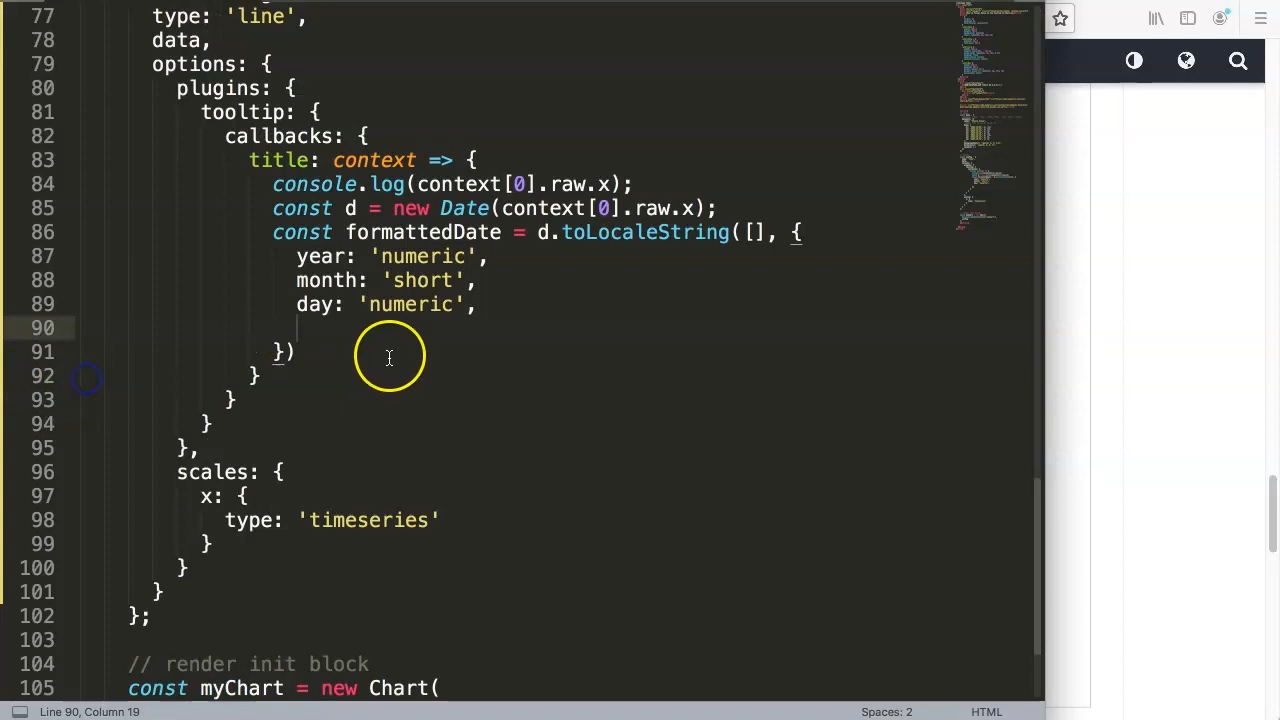 77 type: 'line',
78 data,
79 options: {
80 plugins: {
81 tooltip: {
82 callbacks: {
83 title: context => {
84 console.log(context[0].raw.x);
85 const d = new Date(context[0].raw.x);
86 const formattedDate = d.toLocaleString([], {
87 year: 'numeric',
88 month: 'short',
89 day: 'numeric',
90
91 })
92 }
93 }
94 }
95 },
96 scales: {
97 x: {
98 type: 'timeseries'
99 }
100 }
101 }
102 };
103
104 // render init block
105 const myChart = new Chart(
Line 90, Column 19 Spaces: 2 HTML